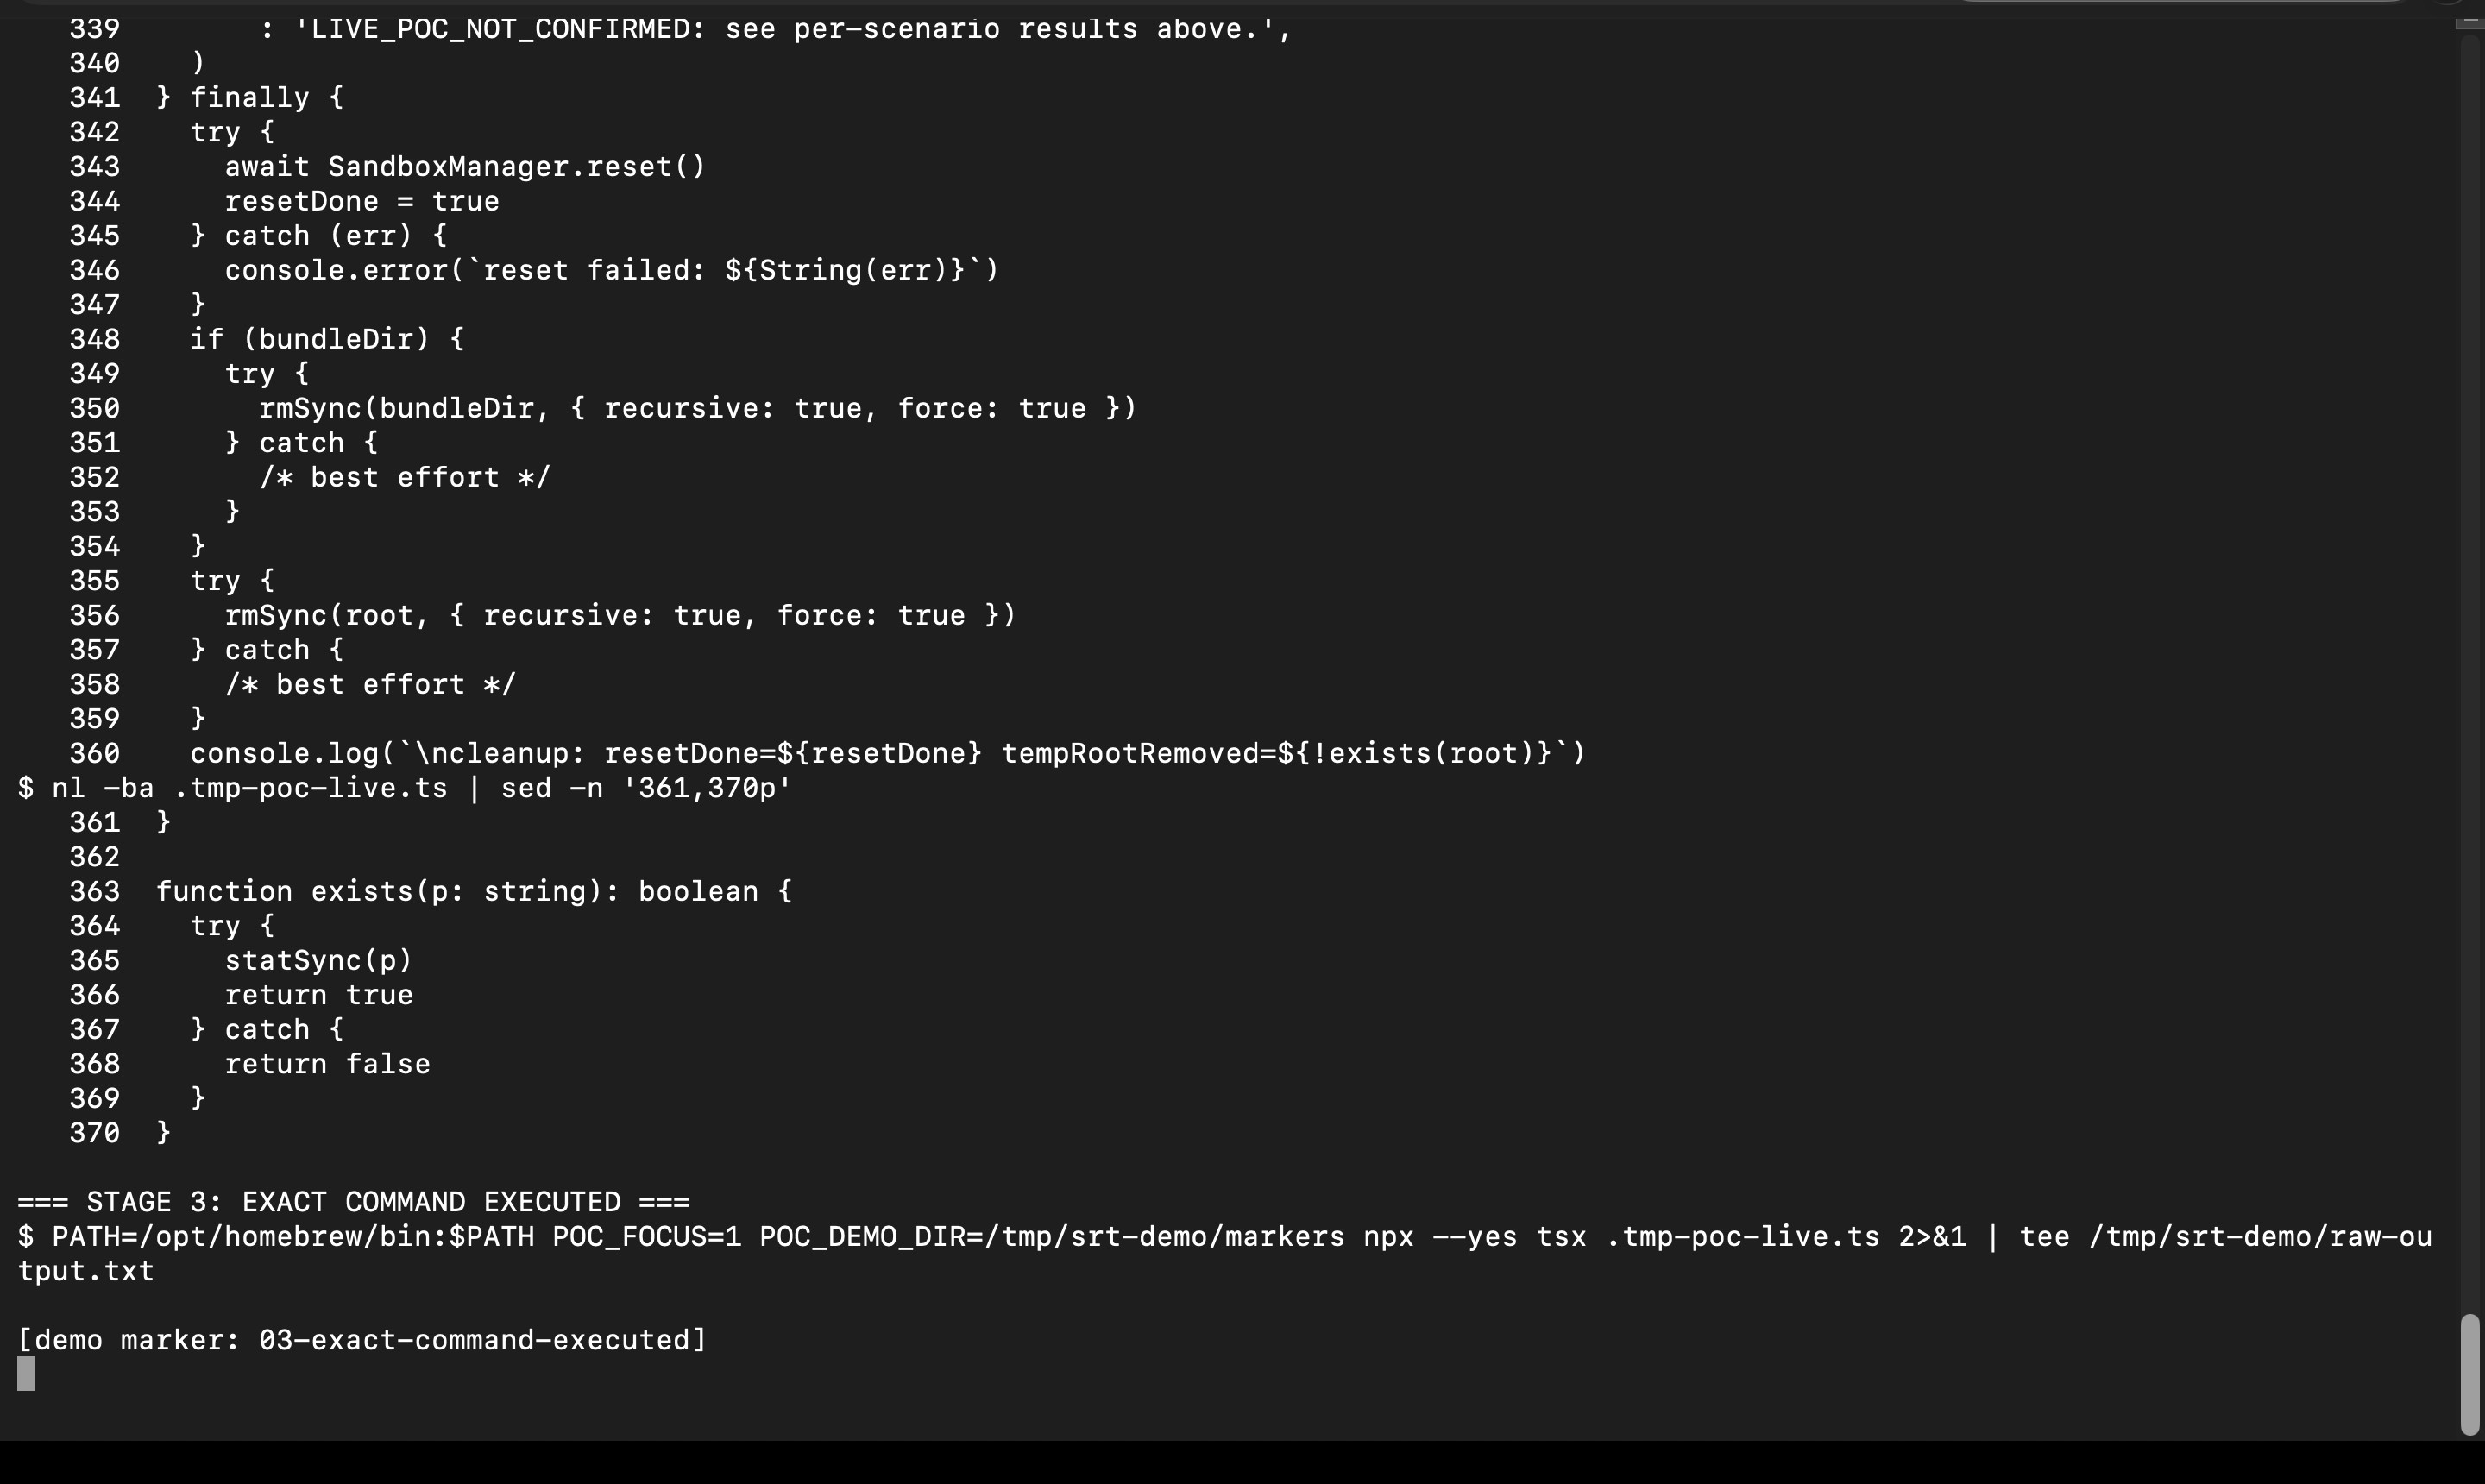 339          : 'LIVE_POC_NOT_CONFIRMED: see per-scenario results above.',
340      )
341  } finally {
342    try {
343      await SandboxManager.reset()
344      resetDone = true
345    } catch (err) {
346      console.error(`reset failed: ${String(err)}`)
347    }
348    if (bundleDir) {
349      try {
350        rmSync(bundleDir, { recursive: true, force: true })
351      } catch {
352        /* best effort */
353      }
354    }
355    try {
356      rmSync(root, { recursive: true, force: true })
357    } catch {
358      /* best effort */
359    }
360    console.log(`\ncleanup: resetDone=${resetDone} tempRootRemoved=${!exists(root)}`)
$ nl -ba .tmp-poc-live.ts | sed -n '361,370p'
361  }
362
363  function exists(p: string): boolean {
364    try {
365      statSync(p)
366      return true
367    } catch {
368      return false
369    }
370  }
=== STAGE 3: EXACT COMMAND EXECUTED ===
$ PATH=/opt/homebrew/bin:$PATH POC_FOCUS=1 POC_DEMO_DIR=/tmp/srt-demo/markers npx --yes tsx .tmp-poc-live.ts 2>&1 | tee /tmp/srt-demo/raw-ou
tput.txt
[demo marker: 03-exact-command-executed]